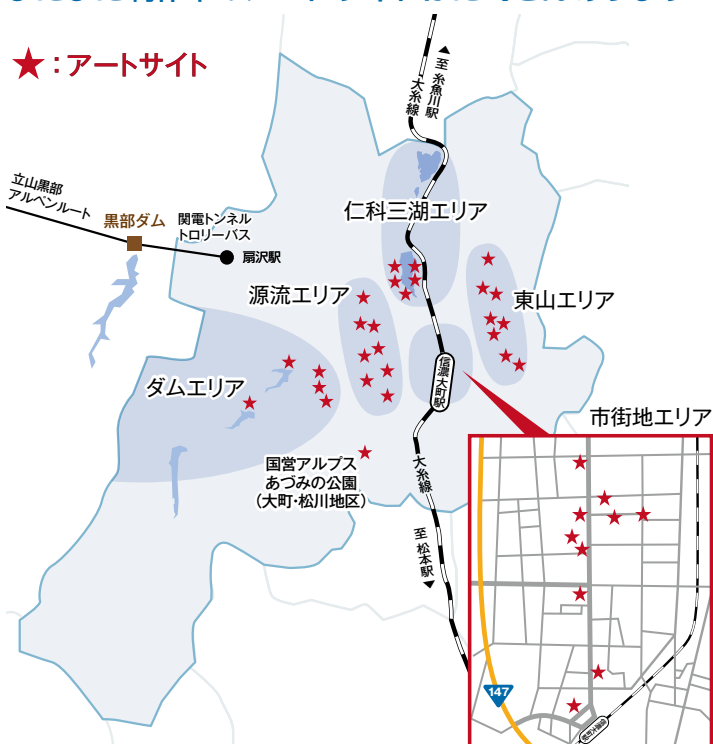 ★：アートサイト
至 糸魚川駅
大糸線
立山黒部
アルペンルート
黒部ダム
関電トンネル
トロリーバス
扇沢駅
仁科三湖エリア
源流エリア
東山エリア
ダムエリア
信濃大町駅
市街地エリア
国営アルプス
あづみの公園
（大町・松川地区）
大糸線
至 松本駅
147